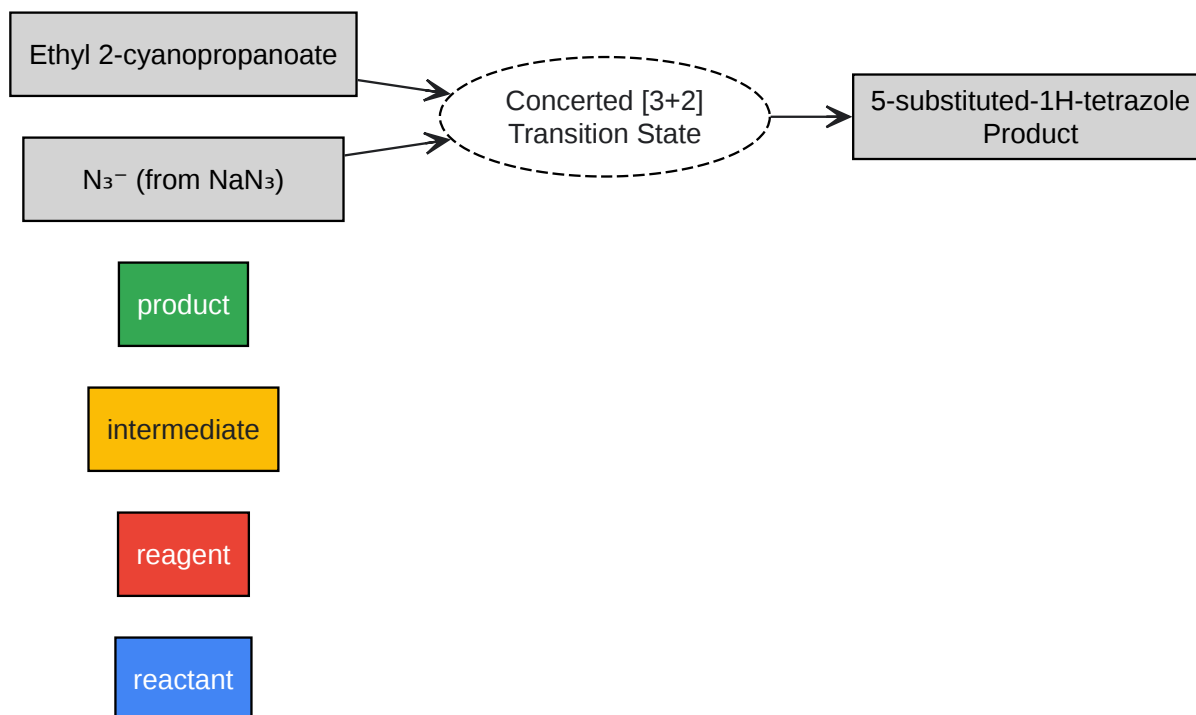 Ethyl 2-cyanopropanoate
N₃⁻ (from NaN₃)
Concerted [3+2]
Transition State
5-substituted-1H-tetrazole
Product
product
intermediate
reagent
reactant